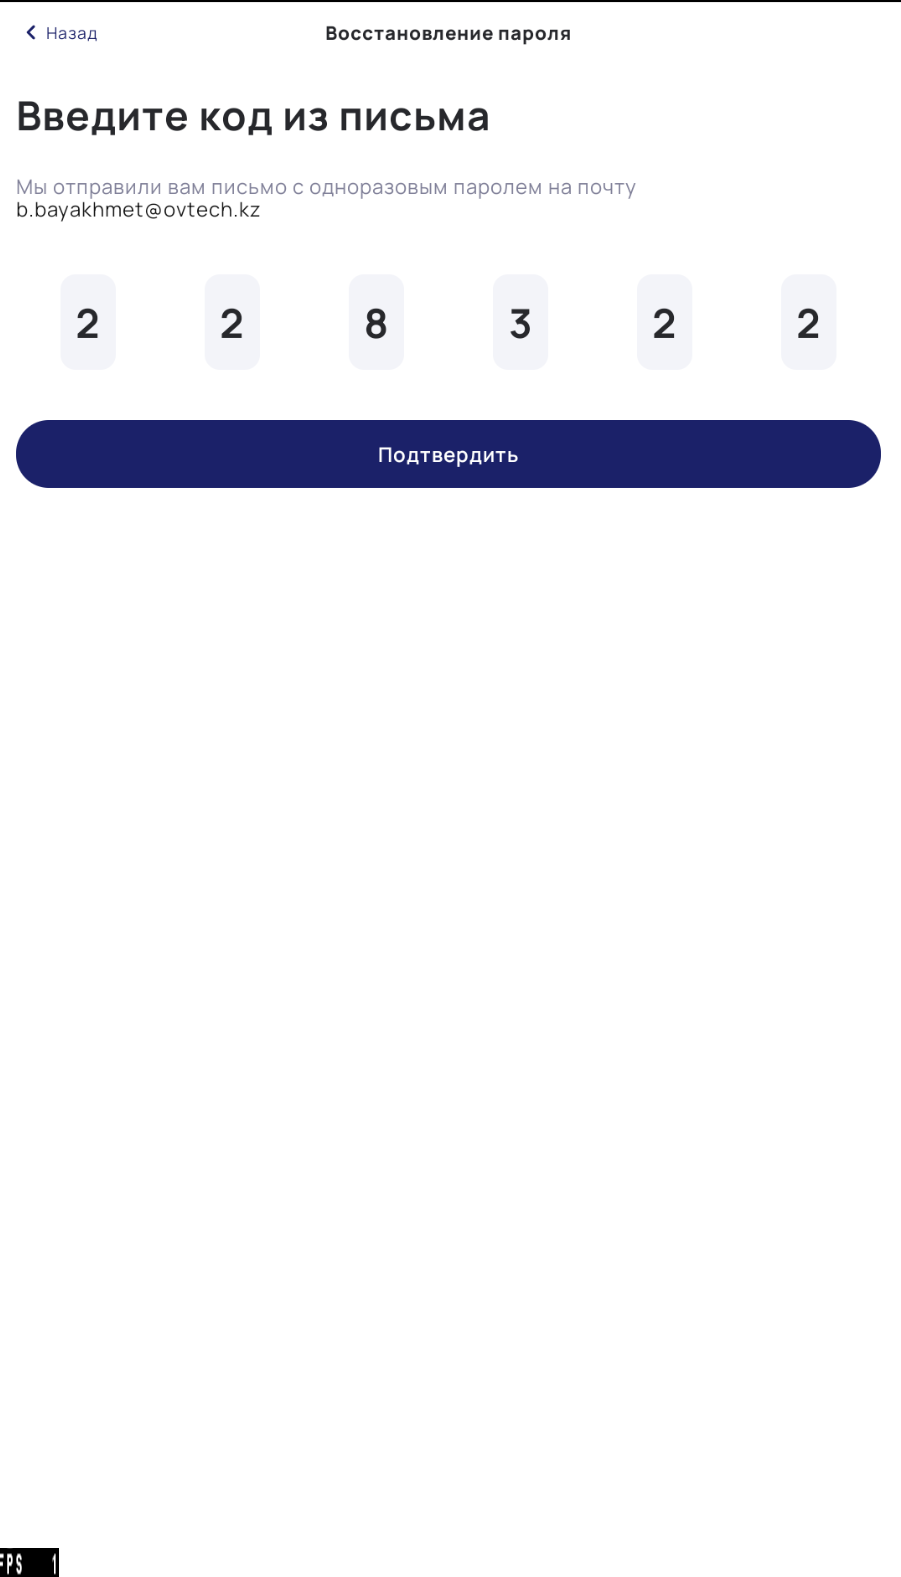 Назад
Восстановление пароля
Введите код из письма
Мы отправили вам письмо с одноразовым паролем на почту
b.bayakhmet@ovtech.kz
2 2 8 3 2 2
Подтвердить
FPS 1